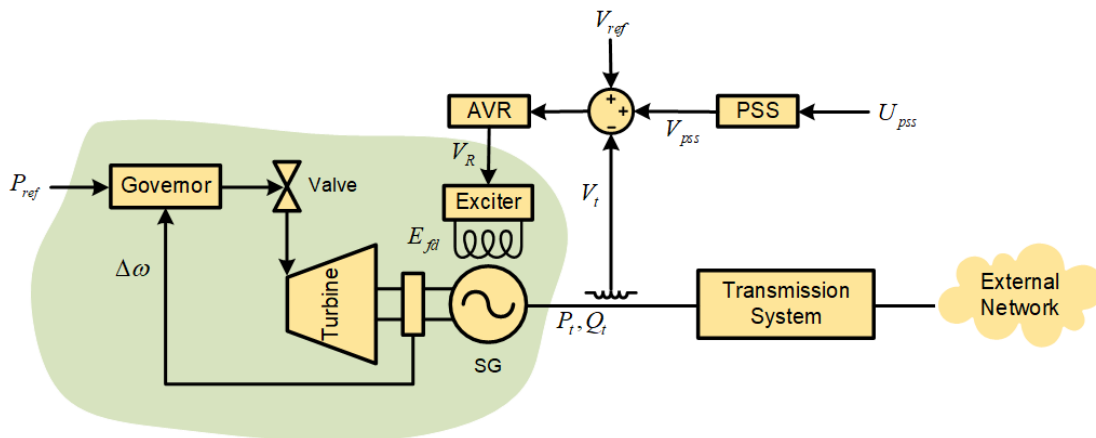 V_ref
+
+
−
AVR
PSS
V_pss
U_pss
V_R
P_ref
Governor
Valve
Exciter
V_t
E_fd
Δω
Turbine
SG
P_t, Q_t
Transmission
System
External
Network